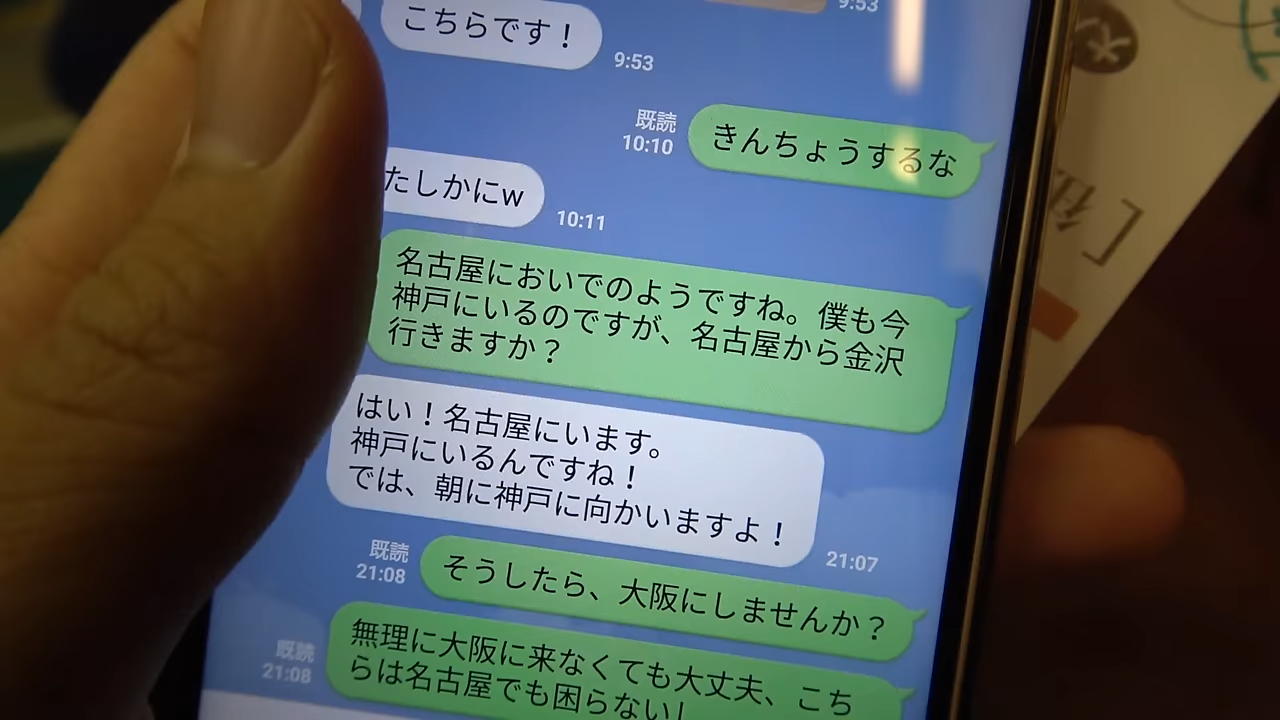 9:53
こちらです！
9:53
既読
10:10
きんちょうするな
たしかにw
10:11
名古屋においでのようですね。僕も今
神戸にいるのですが、名古屋から金沢
行きますか？
はい！名古屋にいます。
神戸にいるんですね！
では、朝に神戸に向かいますよ！
21:07
既読
21:08
そうしたら、大阪にしませんか？
既読
21:08
無理に大阪に来なくても大丈夫、こち
らは名古屋でも困らない